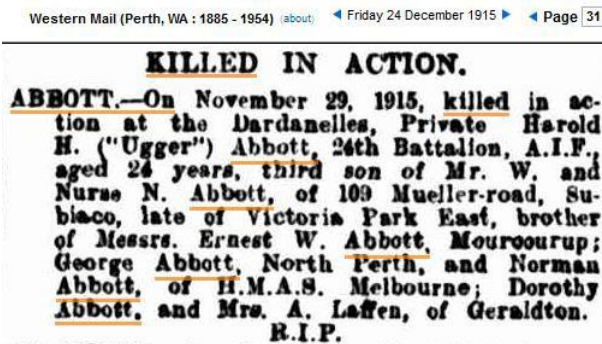 Western Mail (Perth, WA : 1885 - 1954) (about) ◄ Friday 24 December 1915 ► ◄ Page 31
KILLED IN ACTION.
ABBOTT.—On November 29, 1915, killed in ac-
tion at the Dardanelles, Private Harold
H. ("Ugger") Abbott, 24th Battalion, A.I.F.,
aged 24 years, third son of Mr. W. and
Nurse N. Abbott, of 109 Mueller-road, Su-
biaco, late of Victoria Park East, brother
of Messrs. Ernest W. Abbott, Mourourup;
George Abbott, North Perth, and Norman
Abbott, of H.M.A.S. Melbourne; Dorothy
Abbott, and Mrs. A. Laffen, of Geraldton.
R.I.P.